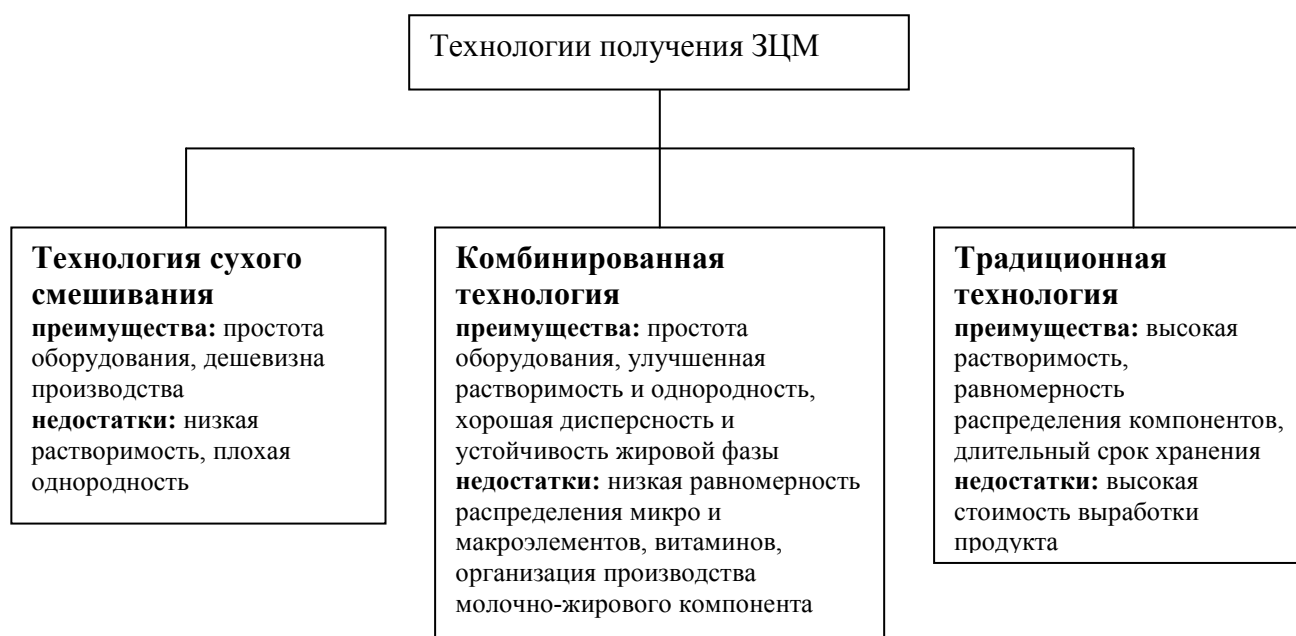 Технологии получения ЗЦМ
Технология сухого
смешивания
преимущества: простота
оборудования, дешевизна
производства
недостатки: низкая
растворимость, плохая
однородность
Комбинированная
технология
преимущества: простота
оборудования, улучшенная
растворимость и однородность,
хорошая дисперсность и
устойчивость жировой фазы
недостатки: низкая равномерность
распределения микро и
макроэлементов, витаминов,
организация производства
молочно-жирового компонента
Традиционная
технология
преимущества: высокая
растворимость,
равномерность
распределения компонентов,
длительный срок хранения
недостатки: высокая
стоимость выработки
продукта